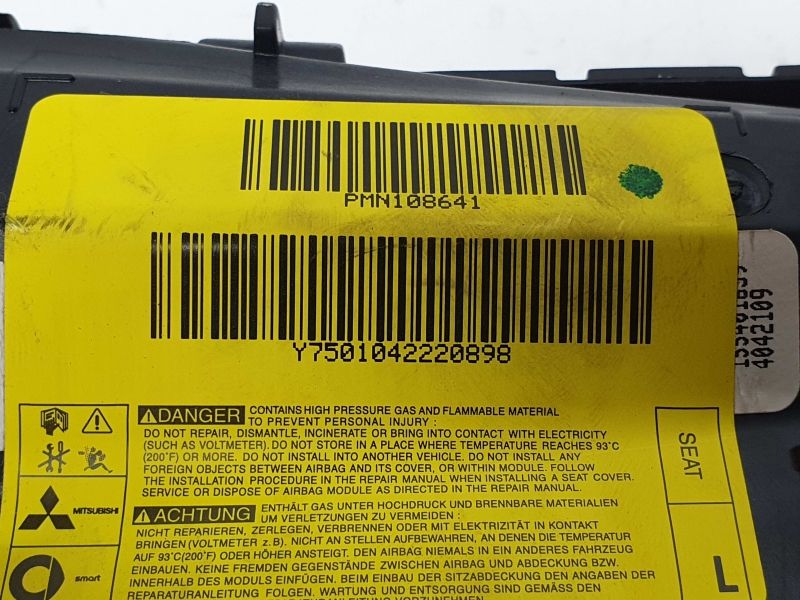 PMN108641
Y7501042220898
4042109
DANGER CONTAINS HIGH PRESSURE GAS AND FLAMMABLE MATERIAL
TO PREVENT PERSONAL INJURY :
DO NOT REPAIR, DISMANTLE, INCINERATE OR BRING INTO CONTACT WITH ELECTRICITY
(SUCH AS VOLTMETER). DO NOT STORE IN A PLACE WHERE TEMPERATURE REACHES 93°C
(200°F) OR MORE. DO NOT INSTALL INTO ANOTHER VEHICLE. DO NOT INSTALL ANY
FOREIGN OBJECTS BETWEEN AIRBAG AND ITS COVER, OR WITHIN MODULE. FOLLOW
THE INSTALLATION PROCEDURE IN THE REPAIR MANUAL WHEN INSTALLING A SEAT COVER.
SERVICE OR DISPOSE OF AIRBAG MODULE AS DIRECTED IN THE REPAIR MANUAL.
MITSUBISHI
smart
ACHTUNG ENTHÄLT GAS UNTER HOCHDRUCK UND BRENNBARE MATERIALIEN
UM VERLETZUNGEN ZU VERMEIDEN :
NICHT REPARIEREN, ZERLEGEN, VERBRENNEN ODER MIT ELEKTRIZITÄT IN KONTAKT
BRINGEN (VOLTMETER z.B). NICHT AN STELLEN AUFBEWAHREN, AN DENEN DIE TEMPERATUR
AUF 93°C(200°F) ODER HÖHER ANSTEIGT. DEN AIRBAG NIEMALS IN EIN ANDERES FAHRZEUG
EINBAUEN. KEINE FREMDEN GEGENSTÄNDE ZWISCHEN AIRBAG UND ABDECKUNG BZW.
INNERHALB DES MODULS EINFÜGEN. BEIM EINBAU DER SITZABDECKUNG DEN ANGABEN DER
REPARATURANLEITUNG FOLGEN. WARTUNG UND ENTSORGUNG SIND GEMÄSS DEN
SEAT
L